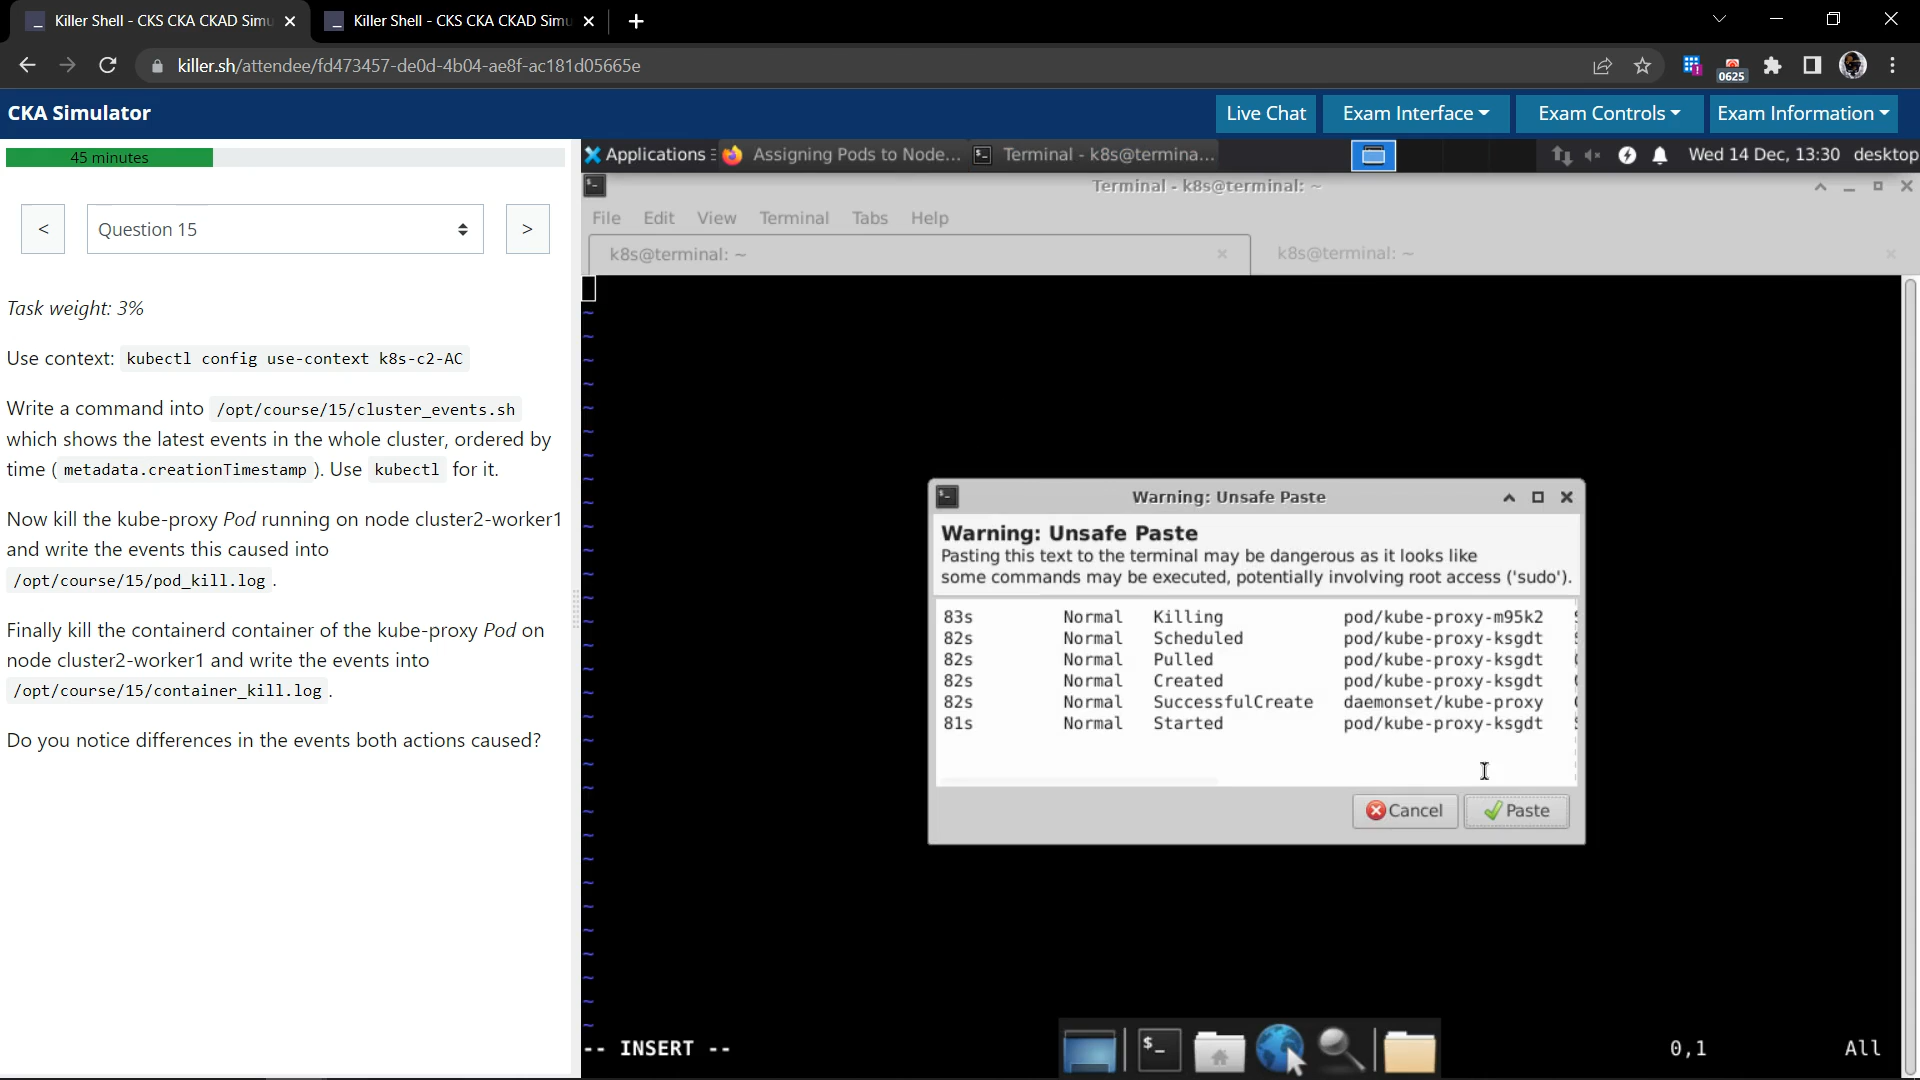 Killer Shell - CKS CKA CKAD Simu
Killer Shell - CKS CKA CKAD Simu
killer.sh/attendee/fd473457-de0d-4b04-ae8f-ac181d05665e
0625
CKA Simulator
Live Chat
Exam Interface
Exam Controls
Exam Information
45 minutes
Applications
Assigning Pods to Node...
Terminal - k8s@termina...
Wed 14 Dec, 13:30
desktop
Terminal - k8s@terminal: ~
< Question 15 >
File Edit View Terminal Tabs Help
k8s@terminal: ~
k8s@terminal: ~
Task weight: 3%
Use context: kubectl config use-context k8s-c2-AC
Write a command into /opt/course/15/cluster_events.sh
which shows the latest events in the whole cluster, ordered by
time ( metadata.creationTimestamp ). Use kubectl for it.
Now kill the kube-proxy Pod running on node cluster2-worker1
and write the events this caused into
/opt/course/15/pod_kill.log .
Finally kill the containerd container of the kube-proxy Pod on
node cluster2-worker1 and write the events into
/opt/course/15/container_kill.log .
Do you notice differences in the events both actions caused?
Warning: Unsafe Paste
Warning: Unsafe Paste
Pasting this text to the terminal may be dangerous as it looks like
some commands may be executed, potentially involving root access ('sudo').
83s Normal Killing pod/kube-proxy-m95k2
82s Normal Scheduled pod/kube-proxy-ksgdt
82s Normal Pulled pod/kube-proxy-ksgdt
82s Normal Created pod/kube-proxy-ksgdt
82s Normal SuccessfulCreate daemonset/kube-proxy
81s Normal Started pod/kube-proxy-ksgdt
Cancel
Paste
-- INSERT --
0,1
All